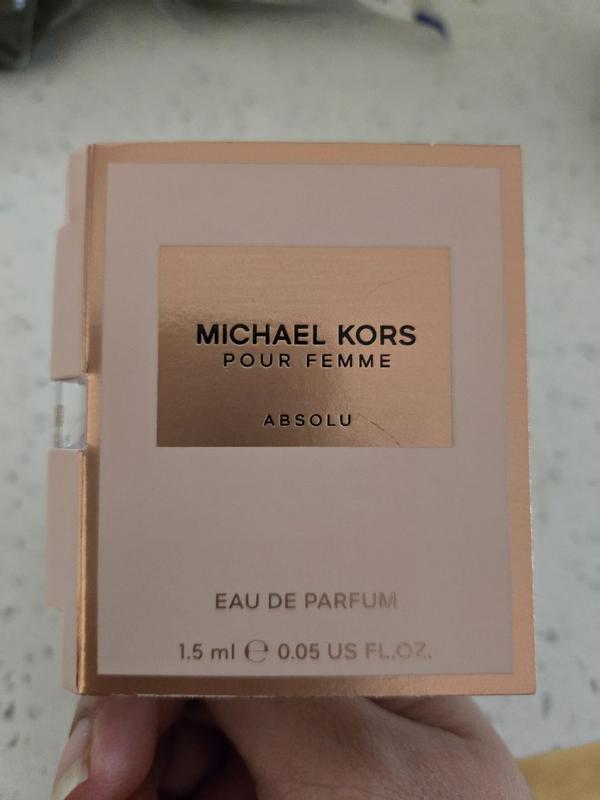 MICHAEL KORS
POUR FEMME
ABSOLU
EAU DE PARFUM
1.5 ml ℮ 0.05 US FL.OZ.